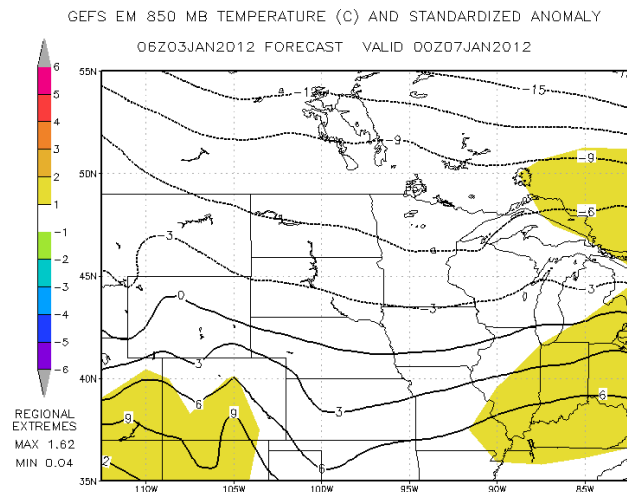 GEFS EM 850 MB TEMPERATURE (C) AND STANDARDIZED ANOMALY
06Z03JAN2012 FORECAST VALID 00Z07JAN2012
6
5
4
3
2
1
-1
-2
-3
-4
-5
-6
REGIONAL
EXTREMES
MAX 1.62
MIN 0.04
55N
50N
45N
40N
35N
110W
105W
100W
95W
90W
85W
-15
-9
-9
-6
-3
-3
-3
0
3
3
6
6
6
9
9
-15